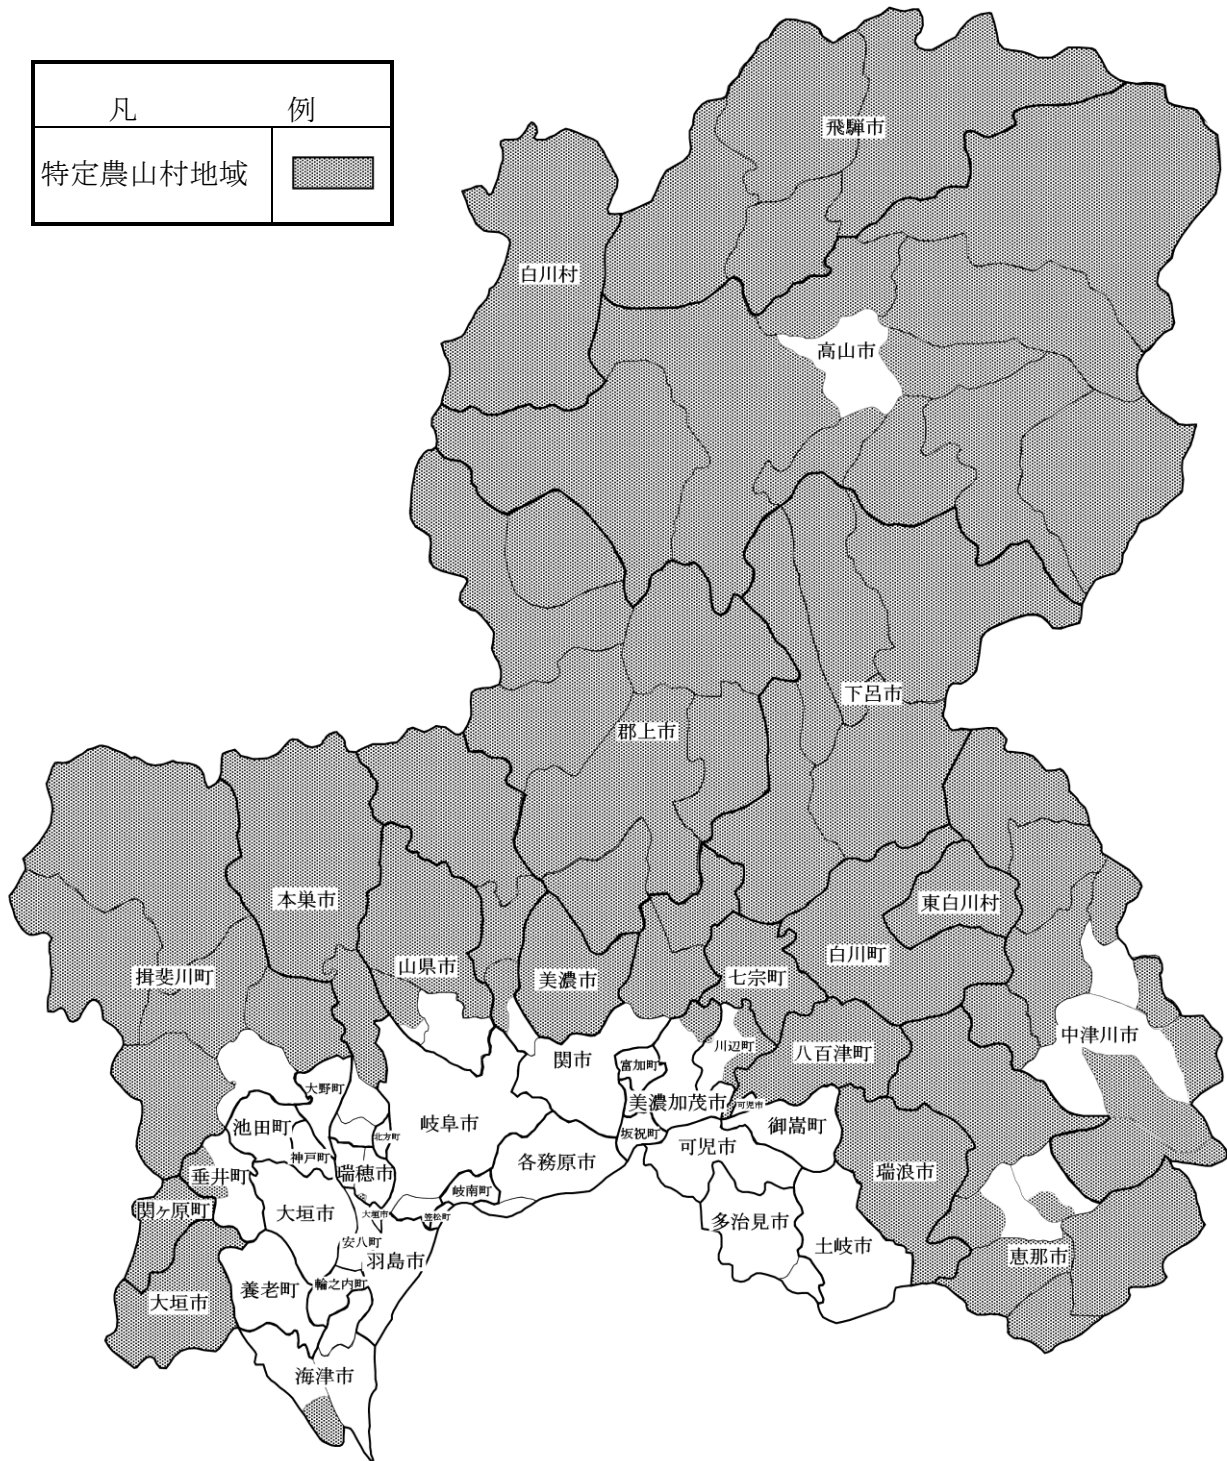 凡 例
特定農山村地域
飛騨市
白川村
高山市
下呂市
郡上市
本巣市
東白川村
白川町
山県市
揖斐川町
美濃市
七宗町
中津川市
関市
川辺町
八百津町
富加町
大野町
美濃加茂市
可児市
池田町
岐阜市
御嵩町
北方町
坂祝町
可児市
神戸町
各務原市
瑞穂市
瑞浪市
垂井町
岐南町
関ヶ原町
大垣市
大垣市
笠松町
多治見市
安八町
土岐市
羽島市
恵那市
輪之内町
養老町
大垣市
海津市